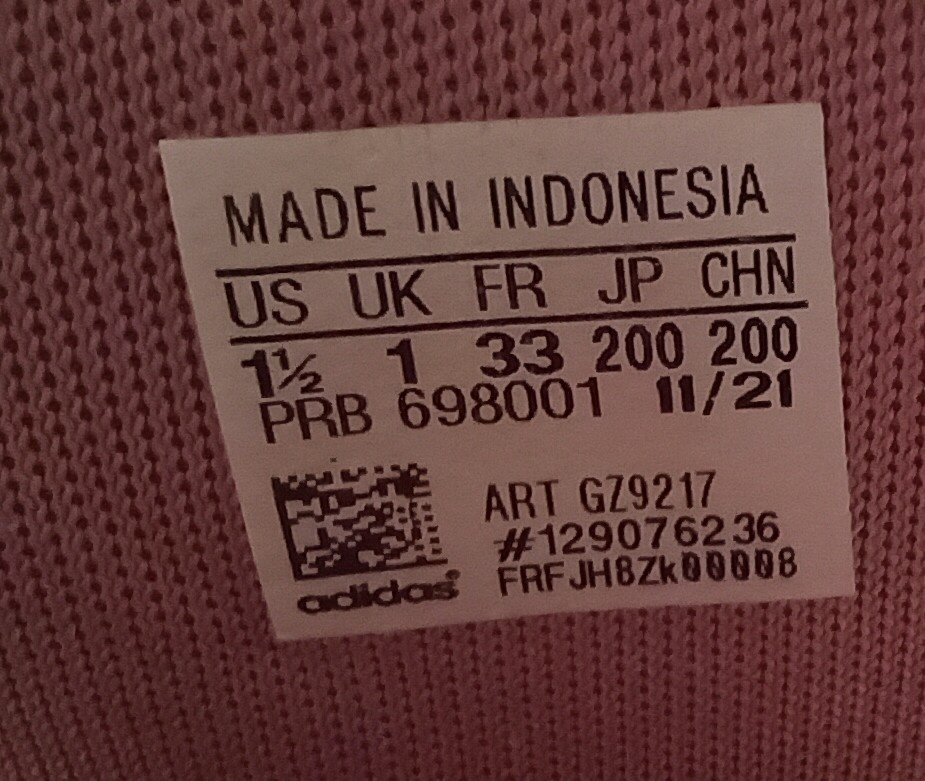 MADE IN INDONESIA
US UK FR JP CHN
1½ 1 33 200 200
PRB 698001 11/21
ART GZ9217
#129076236
FRFJH8Zk00008
adidas